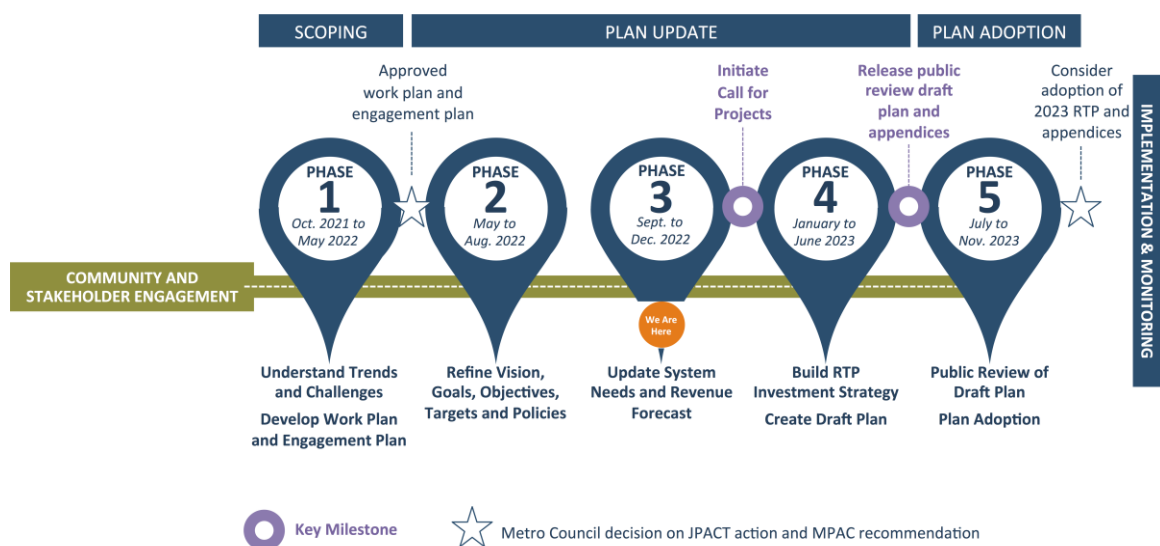 SCOPING
PLAN UPDATE
PLAN ADOPTION
Approved
work plan and
engagement plan
Initiate
Call for
Projects
Release public
review draft
plan and
appendices
Consider
adoption of
2023 RTP and
appendices
IMPLEMENTATION & MONITORING
PHASE
1
Oct. 2021 to
May 2022
PHASE
2
May to
Aug. 2022
PHASE
3
Sept. to
Dec. 2022
PHASE
4
January to
June 2023
PHASE
5
July to
Nov. 2023
COMMUNITY AND
STAKEHOLDER ENGAGEMENT
We Are
Here
Understand Trends
and Challenges
Develop Work Plan
and Engagement Plan
Refine Vision,
Goals, Objectives,
Targets and Policies
Update System
Needs and Revenue
Forecast
Build RTP
Investment Strategy
Create Draft Plan
Public Review of
Draft Plan
Plan Adoption
Key Milestone
Metro Council decision on JPACT action and MPAC recommendation